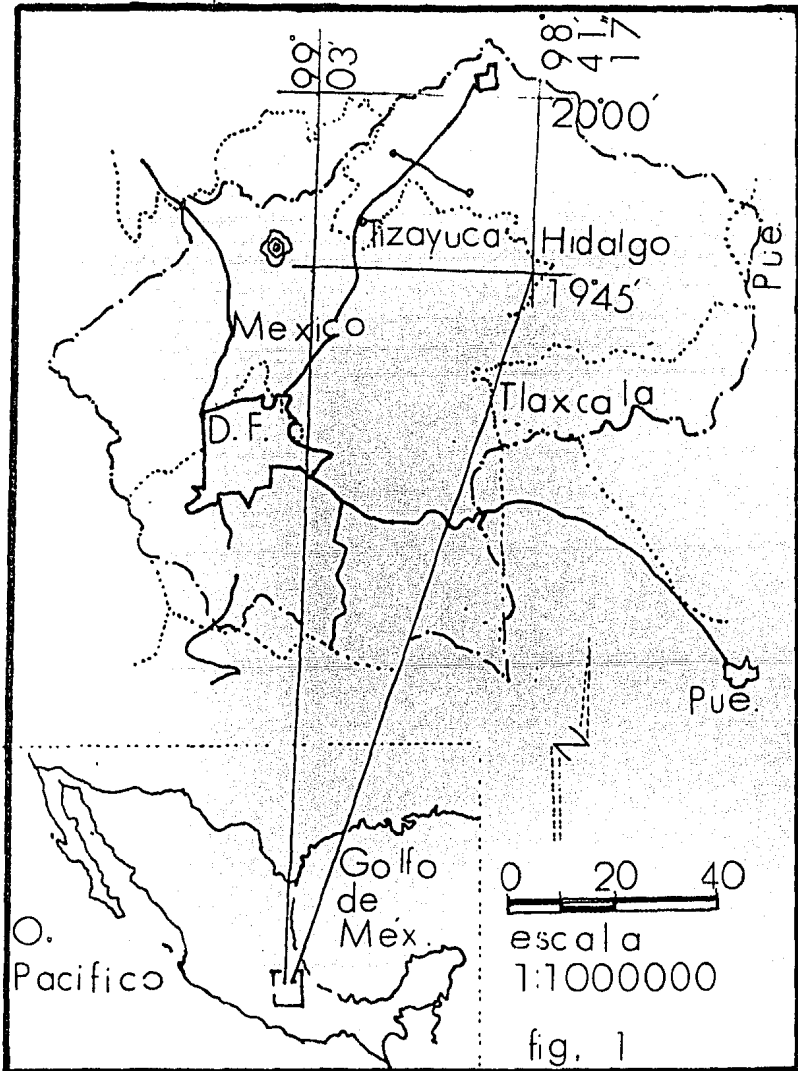 99° 03'
98° 41' 17"
20°00'
Tizayuca
Hidalgo
Pue.
19°45'
Mexico
Tlaxcala
D.F.
Pue.
Golfo
de
Méx.
O.
Pacifico
0 20 40
escala
1:1000000
fig. 1